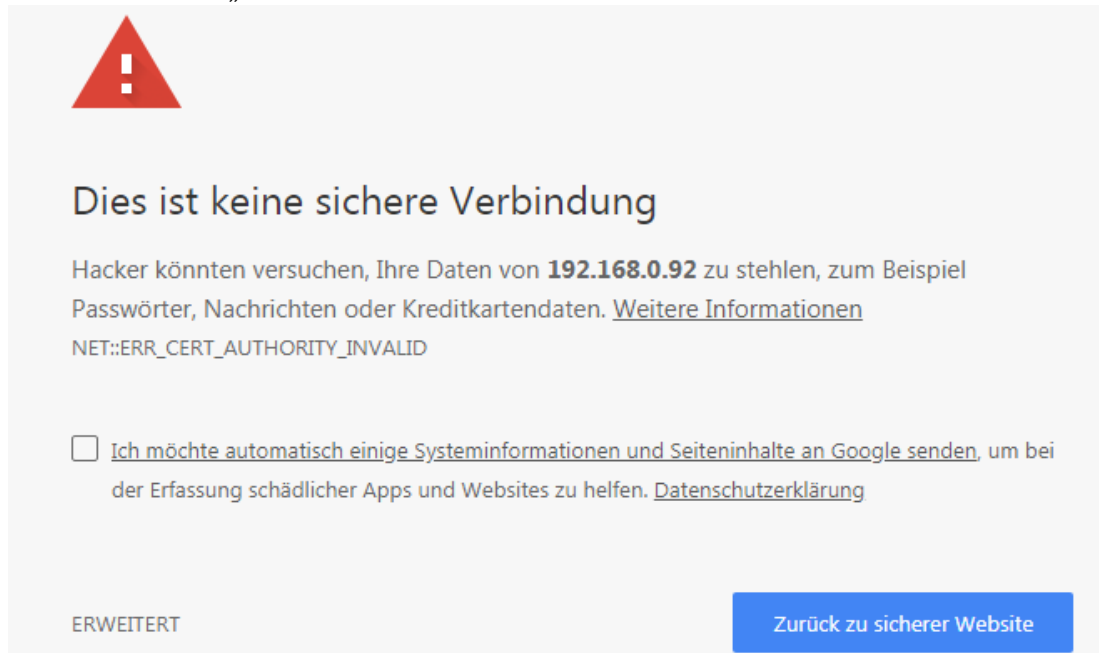 „
!
Dies ist keine sichere Verbindung
Hacker könnten versuchen, Ihre Daten von 192.168.0.92 zu stehlen, zum Beispiel
Passwörter, Nachrichten oder Kreditkartendaten. Weitere Informationen
NET::ERR_CERT_AUTHORITY_INVALID
Ich möchte automatisch einige Systeminformationen und Seiteninhalte an Google senden, um bei
der Erfassung schädlicher Apps und Websites zu helfen. Datenschutzerklärung
ERWEITERT
Zurück zu sicherer Website